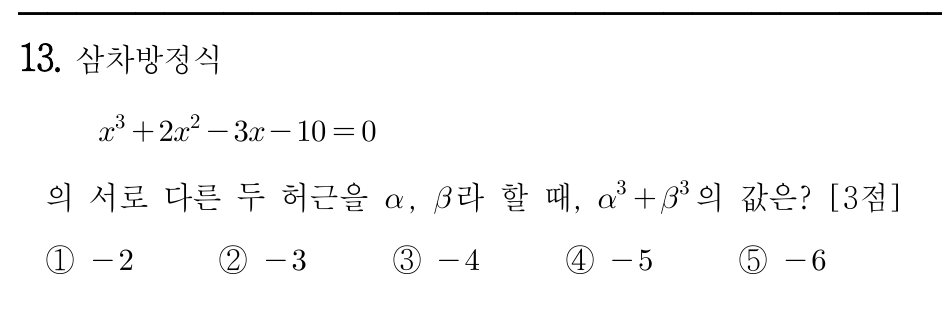 13. 삼차방정식
x³+2x²-3x-10=0
의 서로 다른 두 허근을 α, β라 할 때, α³+β³의 값은? [3점]
① -2 ② -3 ③ -4 ④ -5 ⑤ -6